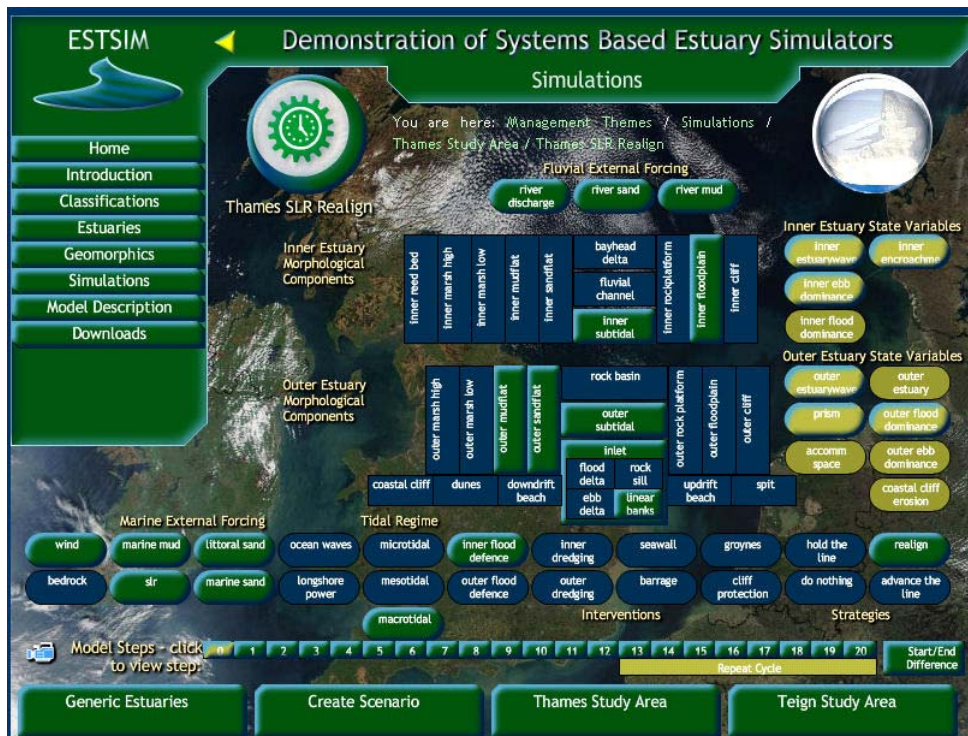 ESTSIM
Demonstration of Systems Based Estuary Simulators
Simulations
You are here: Management Themes / Simulations /
Thames Study Area / Thames SLR Realign
Home
Introduction
Classifications
Estuaries
Geomorphics
Simulations
Model Description
Downloads
Thames SLR Realign
Fluvial External Forcing
river
discharge
river sand
river mud
Inner Estuary
Morphological
Components
inner reed bed
inner marsh high
inner marsh low
inner mudflat
inner sandflat
bayhead
delta
fluvial
channel
inner
subtidal
inner rockplatform
inner floodplain
inner cliff
Inner Estuary State Variables
inner
estuarywave
inner
encroachme
inner ebb
dominance
inner flood
dominance
Outer Estuary
Morphological
Components
outer marsh high
outer marsh low
outer mudflat
outer sandflat
rock basin
outer
subtidal
inlet
flood
delta
rock
sill
ebb
delta
linear
banks
outer rock platform
outer floodplain
outer cliff
coastal cliff
dunes
downdrift
beach
updrift
beach
spit
Outer Estuary State Variables
outer
estuarywave
outer
estuary
prism
outer flood
dominance
accomm
space
outer ebb
dominance
coastal cliff
erosion
Marine External Forcing
Tidal Regime
wind
marine mud
littoral sand
ocean waves
microtidal
inner flood
defence
inner
dredging
seawall
groynes
hold the
line
realign
bedrock
slr
marine sand
longshore
power
mesotidal
outer flood
defence
outer
dredging
barrage
cliff
protection
do nothing
advance the
line
macrotidal
Interventions
Strategies
Model Steps - click
to view step:
0 1 2 3 4 5 6 7 8 9 10 11 12 13 14 15 16 17 18 19 20
Repeat Cycle
Start/End
Difference
Generic Estuaries
Create Scenario
Thames Study Area
Teign Study Area